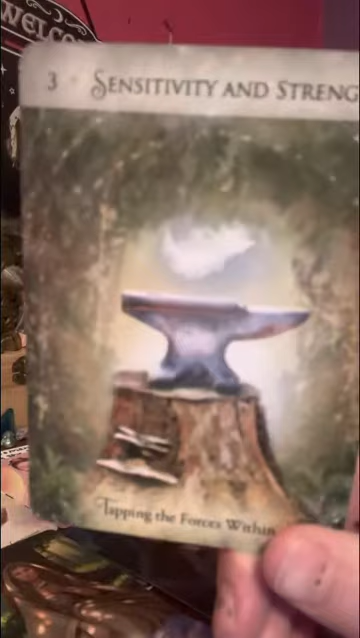 WELCO
3 • SENSITIVITY AND STRENG
Tapping the Forces Within